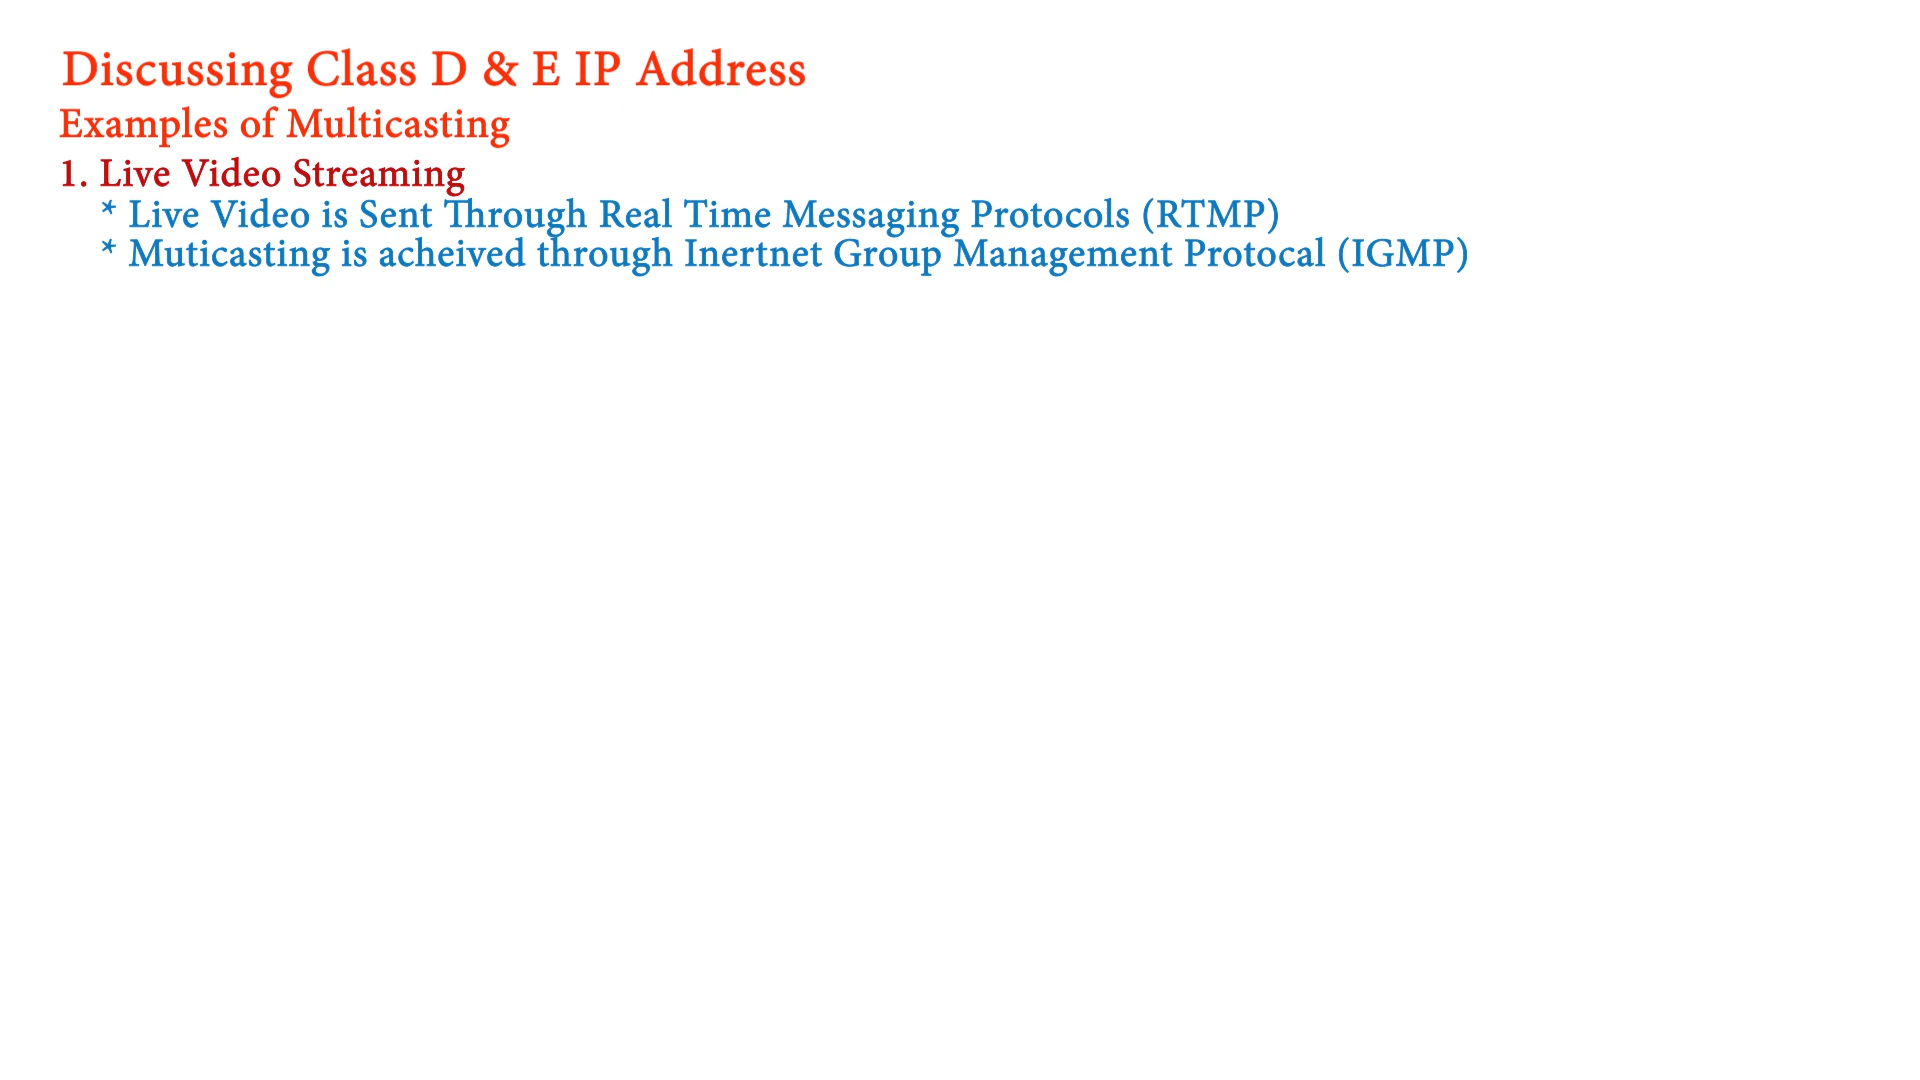 Discussing Class D & E IP Address
Examples of Multicasting
1. Live Video Streaming
* Live Video is Sent Through Real Time Messaging Protocols (RTMP)
* Muticasting is acheived through Inertnet Group Management Protocal (IGMP)